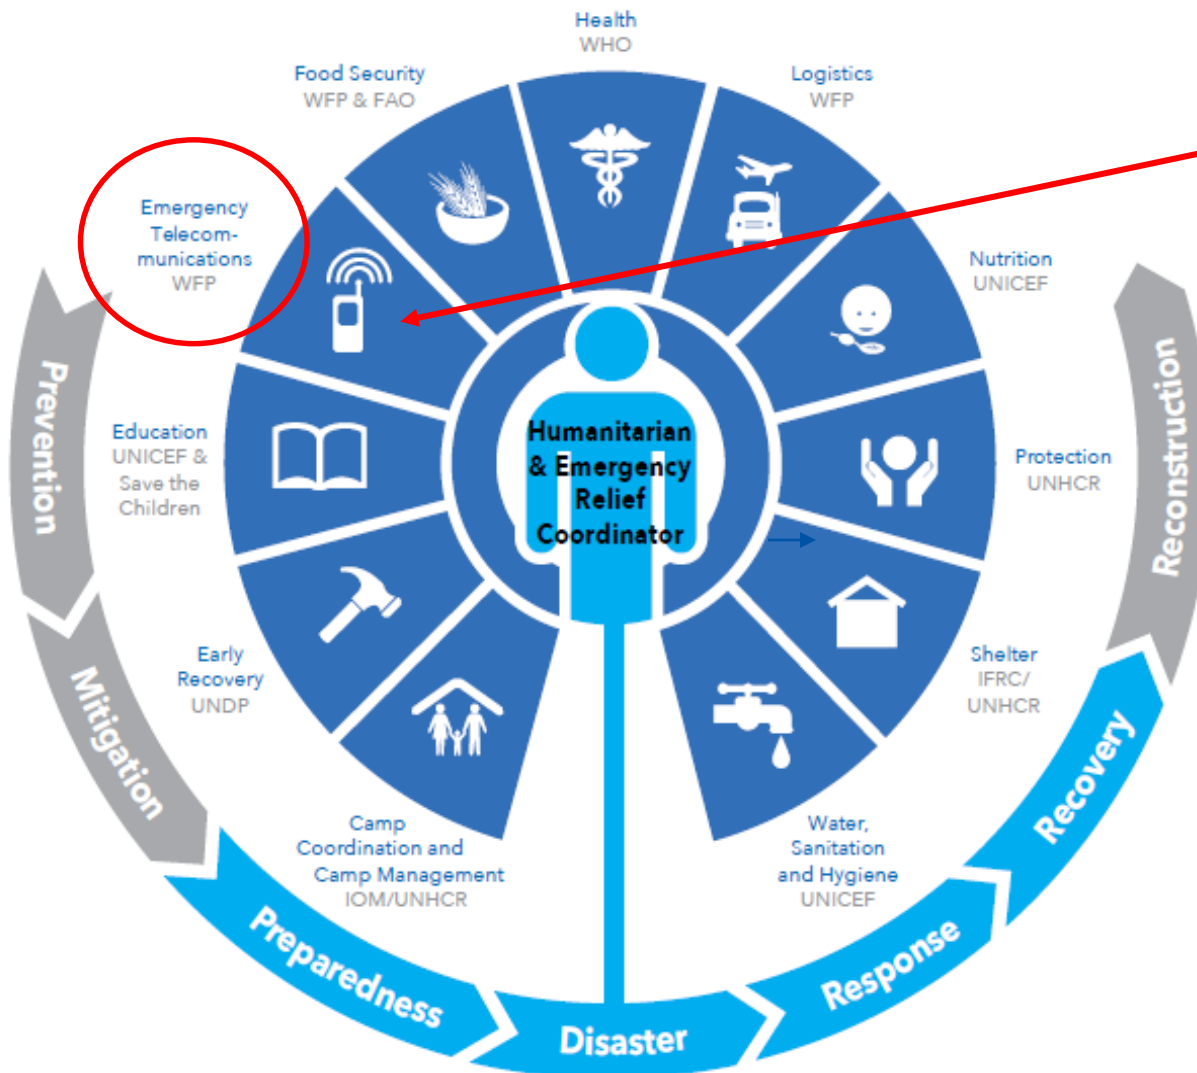 Health
WHO
Food Security
WFP & FAO
Logistics
WFP
Emergency
Telecom-
munications
WFP
Nutrition
UNICEF
Education
UNICEF &
Save the
Children
Protection
UNHCR
Humanitarian
& Emergency
Relief
Coordinator
Early
Recovery
UNDP
Shelter
IFRC/
UNHCR
Camp
Coordination and
Camp Management
IOM/UNHCR
Water,
Sanitation
and Hygiene
UNICEF
Prevention
Mitigation
Preparedness
Disaster
Response
Recovery
Reconstruction